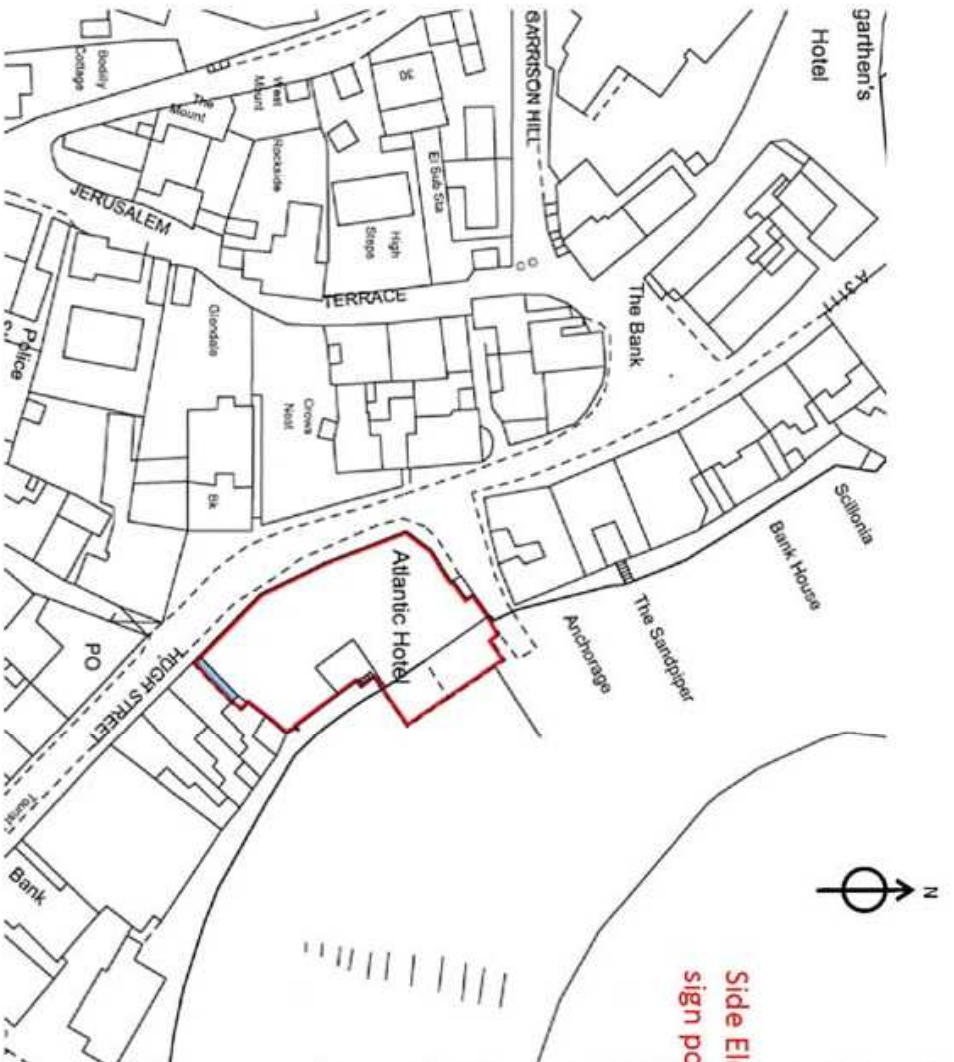 garthen's
Hotel
GARRISON HILL
Bodilly
Cottage
The
Mount
West
Mount
Rockside
El Sub Sta
High
Steps
JERUSALEM
TERRACE
The Bank
A 3111
Glendale
Crows
Nest
Police
Bk
Scillonia
Bank House
The Sandpiper
Anchorage
Atlantic Hotel
PO
HUGH STREET
Tourist
Bank
N
Side El
sign po